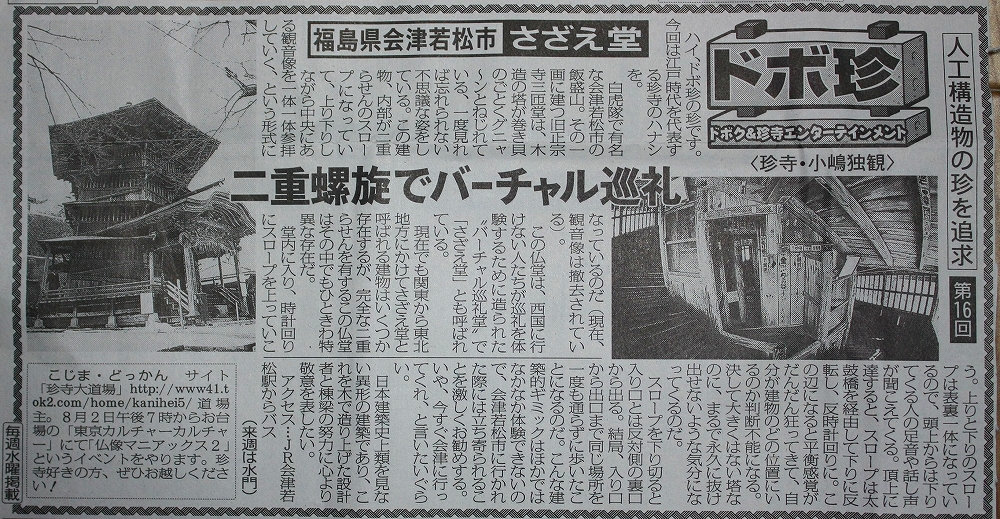 人工構造物の珍を追求 第16回
ドボ珍
ドボク&珍寺エンターテインメント
〈珍寺・小嶋独観〉
福島県会津若松市 さざえ堂
二重螺旋でバーチャル巡礼
ハイ、ドボ珍の珍です。
今回は江戸時代を代表す
る珍寺のハナシ
を。
白虎隊で有名
な会津若松市の
飯盛山。その一
画に建つ旧正宗
寺三匝堂は、木
造の塔が巻き貝
のごとくグニャ
〜ンとねじれて
いる、一度見れ
ば忘れられない
不思議な姿をし
ている。この建
物、内部が二重
らせんのスロー
プになってい
て、上り下りし
ながら中央にあ
る観音像を一体一体参拝
していく、という形式に
なっているのだ（現在、
観音像は撤去されてい
る）。
この仏堂は、西国に行
けない人たちが巡礼を体
験するために造られた
“バーチャル巡礼堂”で
「さざえ堂」とも呼ばれ
ている。
現在でも関東から東北
地方にかけてさざえ堂と
呼ばれる建物はいくつか
存在するが、完全な二重
らせんを有するこの仏堂
はその中でもひときわ特
異な存在だ。
堂内に入り、時計回り
にスロープを上っていこ
う。上りと下りのスロー
プは表裏一体になってい
るので、頭上からは下り
てくる人の足音や話し声
が聞こえてくる。頂上に
達すると、スロープは太
鼓橋を経由して下りに反
転し、反時計回りに。こ
の辺になると平衡感覚が
だんだん狂ってきて、自
分が建物のどの位置にい
るのか判断不能になる。
決して大きくはない塔な
のに、まるで永久に抜け
出せないような気分にな
ってくるのだ。
スロープを下り切ると
入り口とは反対側の裏口
から出る。結局、入り口
から出口まで同じ場所を
一度も通らずに歩いたこ
とになるのだ。こんな建
築的ギミックはほかでは
なかなか体験できないの
で、会津若松市に行かれ
た際には立ち寄られるこ
とを激しくお勧めする。
いや、今すぐ会津に行っ
てくれ、と言いたいぐら
い。
日本建築史上類を見な
い異形の建築であり、こ
れを木で造り上げた設計
者と棟梁の努力に心より
敬意を表したい。
アクセス…JR会津若
松駅からバス
（来週は水門）
こじま・どっかん サイト
「珍寺大道場」http://www41.t
ok2.com/home/kanihei5/ 道場
主。8月2日午後7時からお台
場の「東京カルチャーカルチャ
ー」にて「仏像マニアックス2」
というイベントをやります。珍
寺好きの方、ぜひお越しくださ
い！
毎週水曜掲載